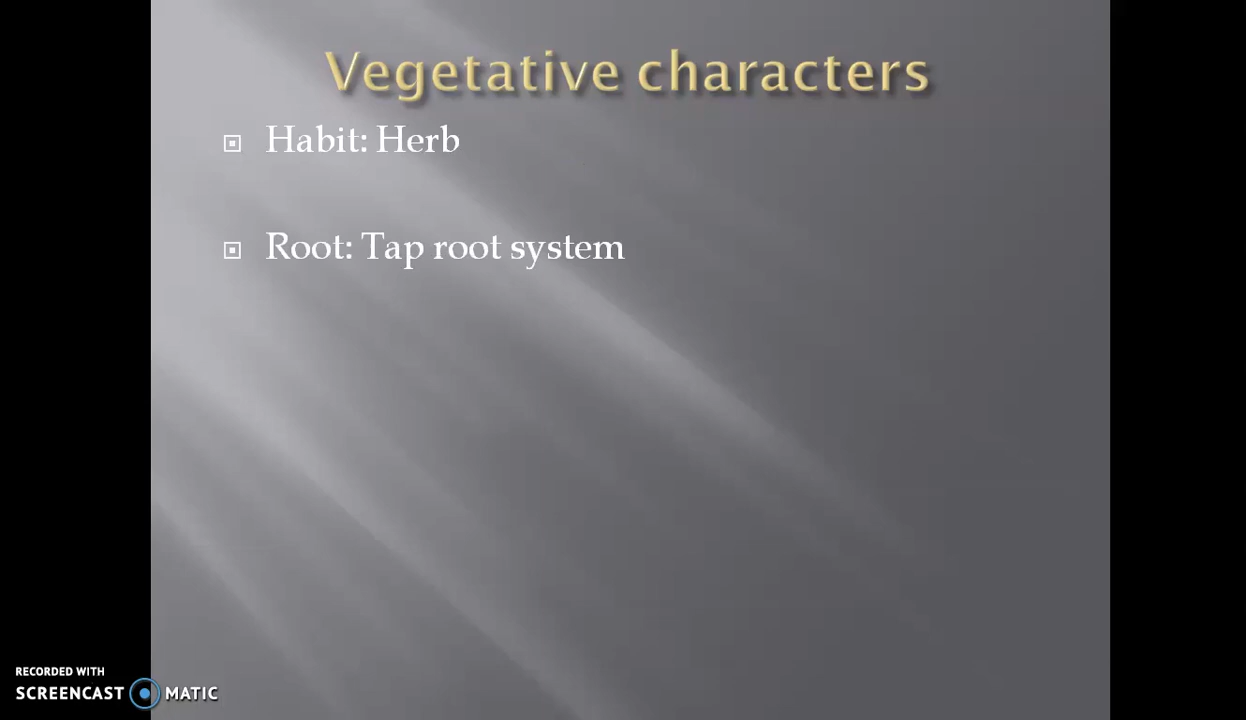 Vegetative characters
Habit: Herb
Root: Tap root system
RECORDED WITH
SCREENCAST MATIC